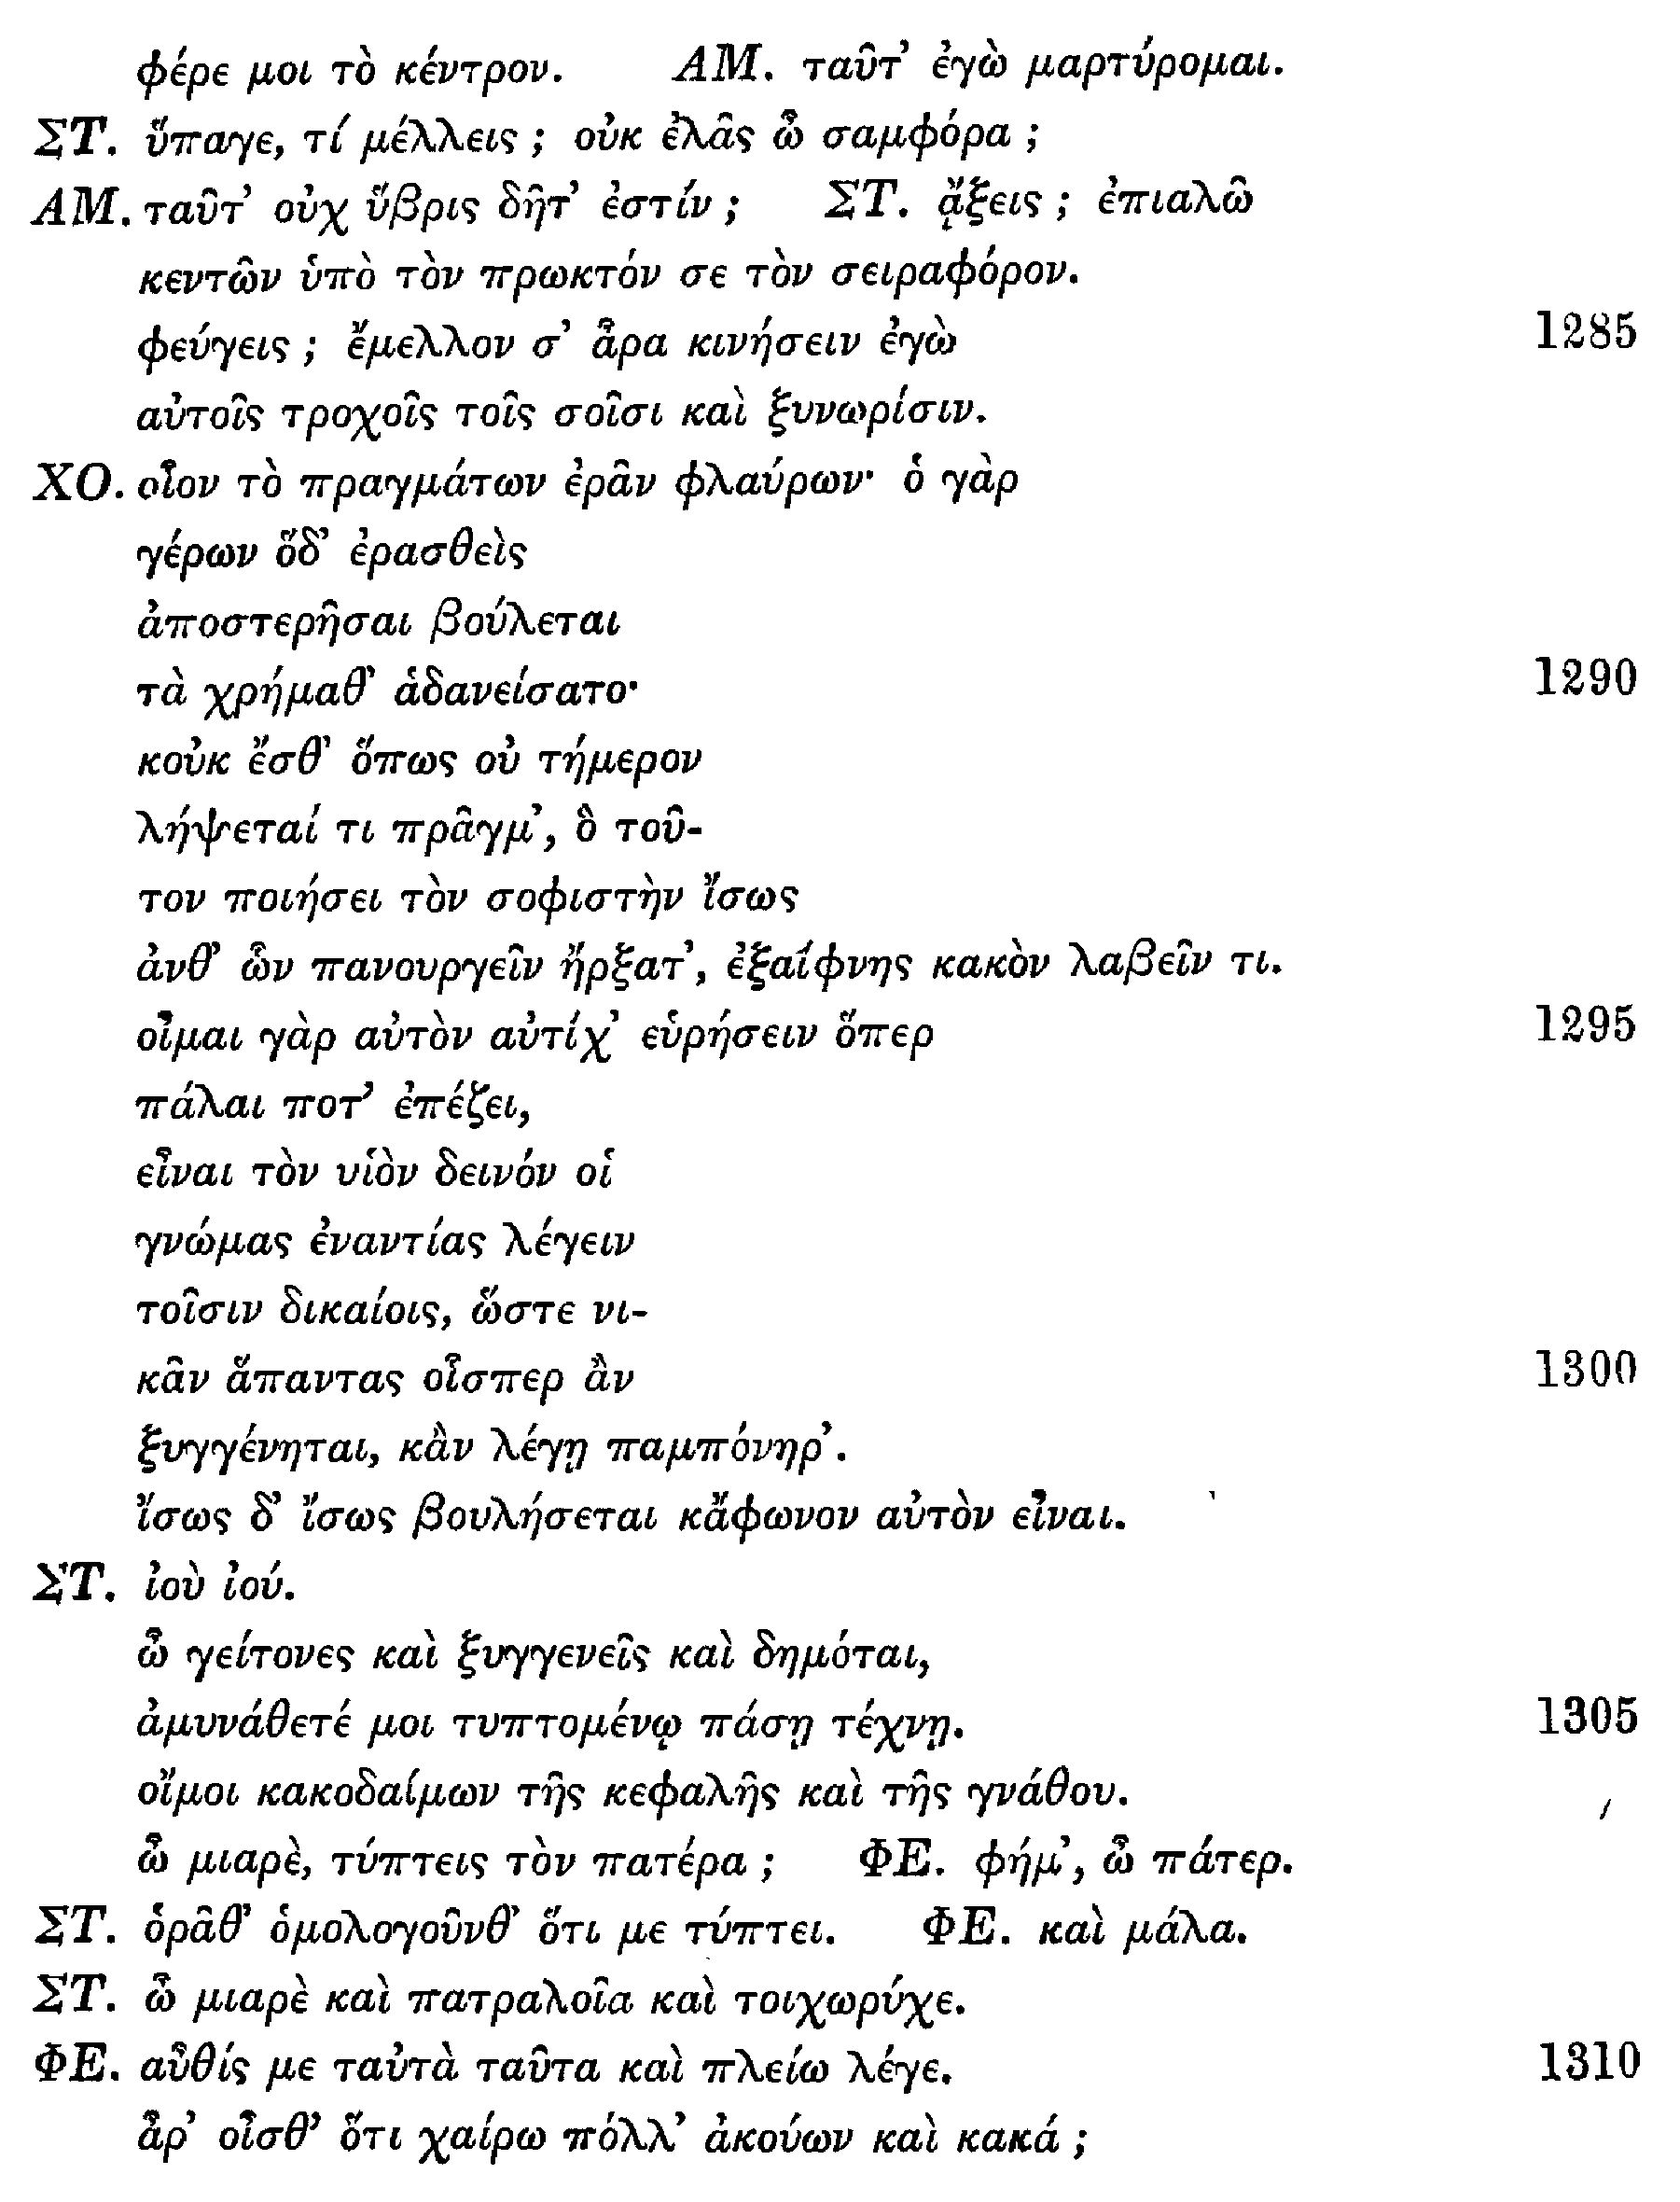 φέρε μοι τὸ κέντρον. ΑΜ. ταῦτ’ ἐγὼ μαρτύρομαι.
ΣΤ. ὕπαγε, τί μέλλεις ; οὐκ ἐλᾷς ὦ σαμφόρα ;
ΑΜ. ταῦτ’ οὐχ ὕβρις δῆτ’ ἐστίν ; ΣΤ. ᾄξεις ; ἐπιαλῶ
κεντῶν ὑπὸ τὸν πρωκτόν σε τὸν σειραφόρον.
φεύγεις ; ἔμελλον σ’ ἆρα κινήσειν ἐγὼ 1285
αὐτοῖς τροχοῖς τοῖς σοῖσι καὶ ξυνωρίσιν.
ΧΟ. οἷον τὸ πραγμάτων ἐρᾶν φλαύρων· ὁ γὰρ
γέρων ὅδ’ ἐρασθεὶς
ἀποστερῆσαι βούλεται
τὰ χρήμαθ’ ἁδανείσατο· 1290
κοὐκ ἔσθ’ ὅπως οὐ τήμερον
λήψεταί τι πρᾶγμ’, ὃ τοῦ-
τον ποιήσει τὸν σοφιστὴν ἴσως
ἀνθ’ ὧν πανουργεῖν ἤρξατ’, ἐξαίφνης κακὸν λαβεῖν τι.
οἶμαι γὰρ αὐτὸν αὐτίχ’ εὑρήσειν ὅπερ 1295
πάλαι ποτ’ ἐπέζει,
εἶναι τὸν υἱὸν δεινόν οἱ
γνώμας ἐναντίας λέγειν
τοῖσιν δικαίοις, ὥστε νι-
κᾶν ἅπαντας οἷσπερ ἂν 1300
ξυγγένηται, κἂν λέγῃ παμπόνηρ’.
ἴσως δ’ ἴσως βουλήσεται κἄφωνον αὐτὸν εἶναι.
ΣΤ. ἰοὺ ἰού.
ὦ γείτονες καὶ ξυγγενεῖς καὶ δημόται,
ἀμυνάθετέ μοι τυπτομένῳ πάσῃ τέχνῃ. 1305
οἴμοι κακοδαίμων τῆς κεφαλῆς καὶ τῆς γνάθου.
ὦ μιαρὲ, τύπτεις τὸν πατέρα ; ΦΕ. φήμ’, ὦ πάτερ.
ΣΤ. ὁρᾶθ’ ὁμολογοῦνθ’ ὅτι με τύπτει. ΦΕ. καὶ μάλα.
ΣΤ. ὦ μιαρὲ καὶ πατραλοῖα καὶ τοιχωρύχε.
ΦΕ. αὖθίς με ταὐτὰ ταῦτα καὶ πλείω λέγε. 1310
ἆρ’ οἶσθ’ ὅτι χαίρω πόλλ’ ἀκούων καὶ κακά ;